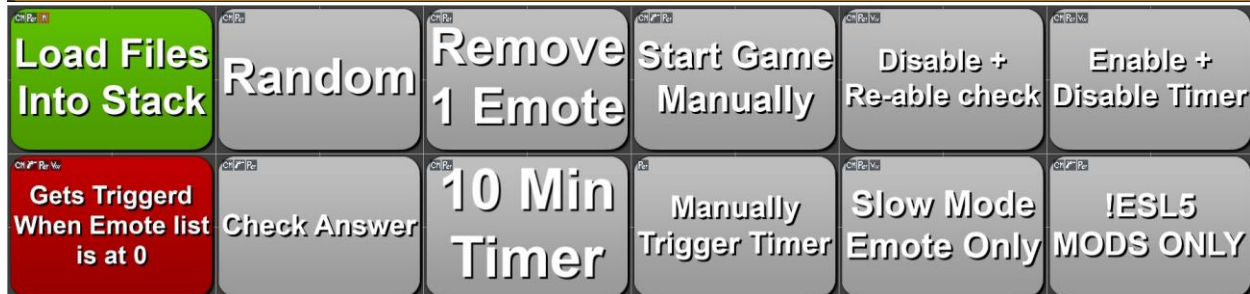 Load Files
Into Stack
Random
Remove
1 Emote
Start Game
Manually
Disable +
Re-able check
Enable +
Disable Timer
Gets Triggerd
When Emote list
is at 0
Check Answer
10 Min
Timer
Manually
Trigger Timer
Slow Mode
Emote Only
!ESL5
MODS ONLY